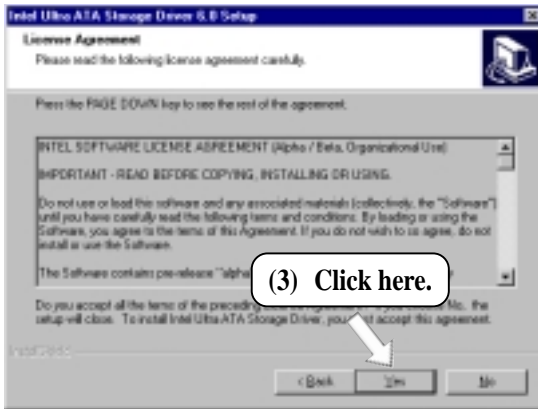 Intel Ultra ATA Storage Driver 6.0 Setup
License Agreement
Please read the following license agreement carefully.
Press the PAGE DOWN key to see the rest of the agreement.
INTEL SOFTWARE LICENSE AGREEMENT (Alpha / Beta, Organizational Use)
IMPORTANT - READ BEFORE COPYING, INSTALLING OR USING.
Do not use or load this software and any associated materials (collectively, the "Software")
until you have carefully read the following terms and conditions. By loading or using the
Software, you agree to the terms of this Agreement. If you do not wish to so agree, do not
install or use the Software.
The Software contains pre-release "alpha
(3) Click here.
Do you accept all the terms of the preceding No, the
setup will close. To install Intel Ultra ATA Storage Driver, you accept this agreement.
InstallShield
< Back
Yes
No